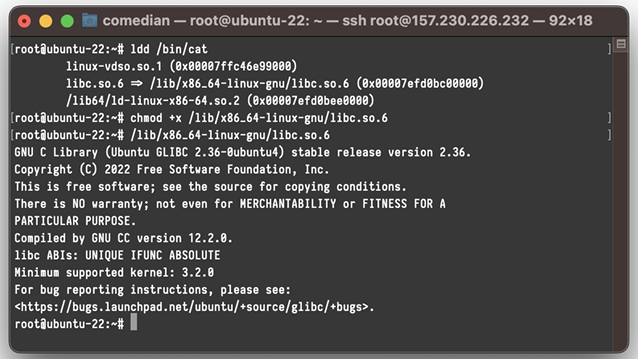 comedian — root@ubuntu-22: ~ — ssh root@157.230.226.232 — 92×18
[root@ubuntu-22:~# ldd /bin/cat ]
linux-vdso.so.1 (0x00007ffc46e99000)
libc.so.6 => /lib/x86_64-linux-gnu/libc.so.6 (0x00007efd0bc00000)
/lib64/ld-linux-x86-64.so.2 (0x00007efd0bee0000)
[root@ubuntu-22:~# chmod +x /lib/x86_64-linux-gnu/libc.so.6 ]
[root@ubuntu-22:~# /lib/x86_64-linux-gnu/libc.so.6 ]
GNU C Library (Ubuntu GLIBC 2.36-0ubuntu4) stable release version 2.36.
Copyright (C) 2022 Free Software Foundation, Inc.
This is free software; see the source for copying conditions.
There is NO warranty; not even for MERCHANTABILITY or FITNESS FOR A
PARTICULAR PURPOSE.
Compiled by GNU CC version 12.2.0.
libc ABIs: UNIQUE IFUNC ABSOLUTE
Minimum supported kernel: 3.2.0
For bug reporting instructions, please see:
<https://bugs.launchpad.net/ubuntu/+source/glibc/+bugs>.
root@ubuntu-22:~#